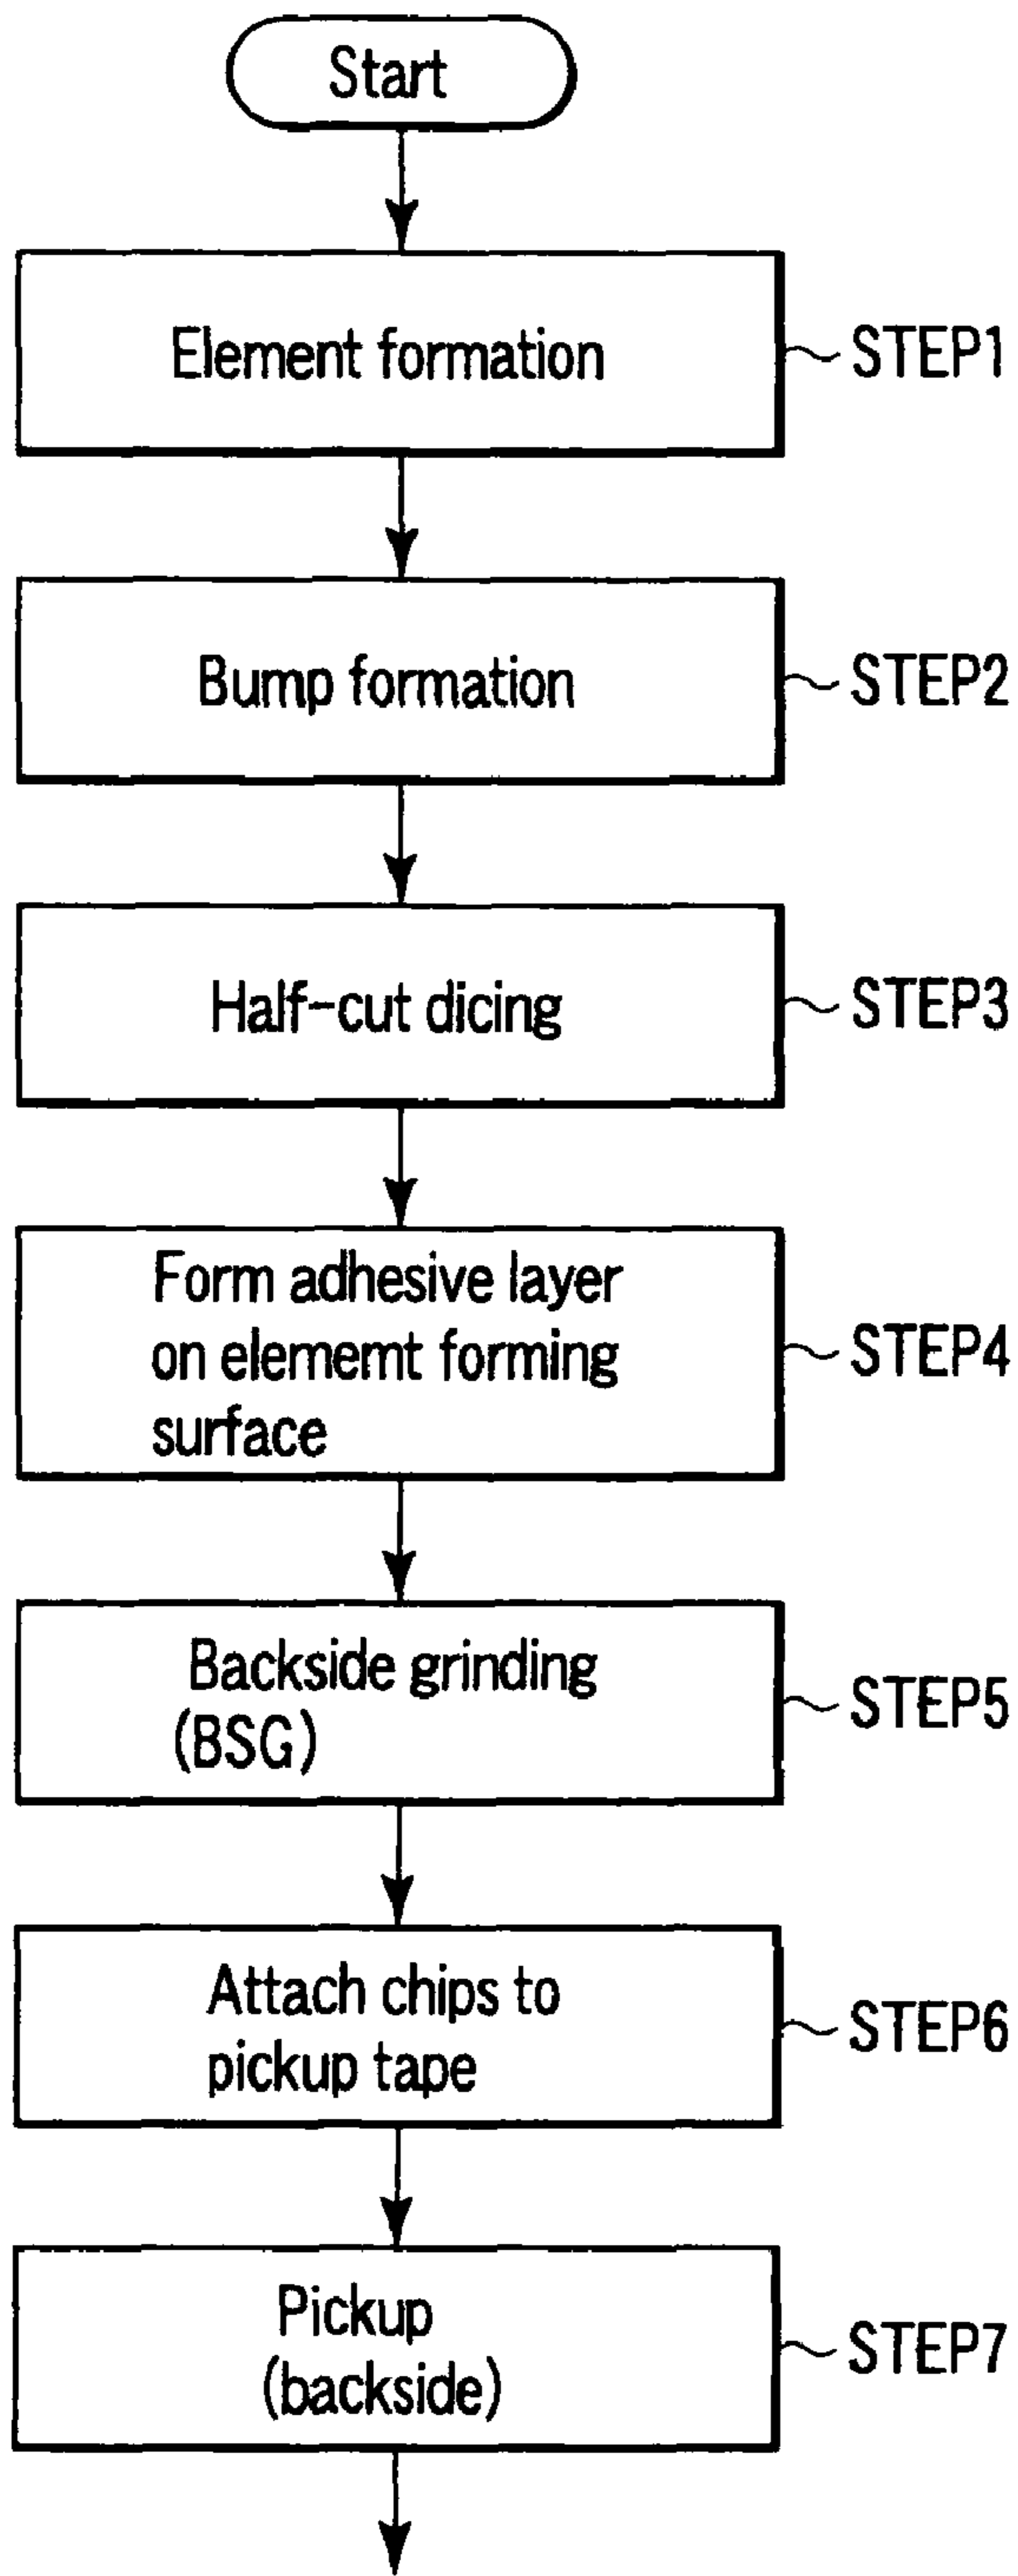 Start
Element formation
STEP1
Bump formation
STEP2
Half-cut dicing
STEP3
Form adhesive layer
on elememt forming
surface
STEP4
Backside grinding
(BSG)
STEP5
Attach chips to
pickup tape
STEP6
Pickup
(backside)
STEP7